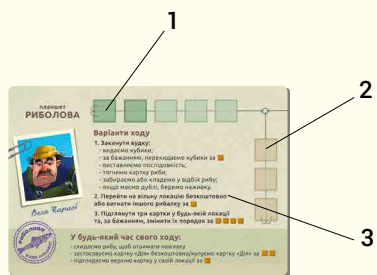 1
2
3
ПЛАНШЕТ
РИБОЛОВА
Варіанти ходу
1. Закинути вудку:
- кидаємо кубики;
- за бажанням, перекидаємо кубики за
- виставляємо послідовність;
- тягнемо картку риби;
- забираємо або кладемо у відбій рибу;
- якщо маємо дублі, беремо наживку.
2. Перейти на вільну локацію безкоштовно
або вигнати іншого рибалку за
3. Підглянути три картки у будь-якій локації
та, за бажанням, змінити їх порядок за
У будь-який час свого ходу:
- скидаємо рибу, щоб отримати наживку
- застосовуємо картку «Дія» безкоштовно/купуємо картку «Дія» за
- підглядаємо верхню картку у своїй локації за
РИБОЛОВЛЯ